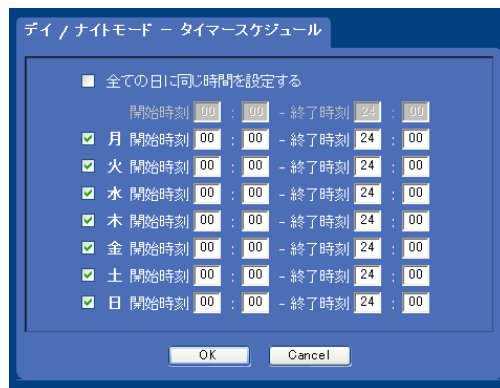 デイ / ナイトモード － タイマースケジュール
全ての日に同じ時間を設定する
開始時刻 00 : 00 - 終了時刻 24 : 00
月 開始時刻 00 : 00 - 終了時刻 24 : 00
火 開始時刻 00 : 00 - 終了時刻 24 : 00
水 開始時刻 00 : 00 - 終了時刻 24 : 00
木 開始時刻 00 : 00 - 終了時刻 24 : 00
金 開始時刻 00 : 00 - 終了時刻 24 : 00
土 開始時刻 00 : 00 - 終了時刻 24 : 00
日 開始時刻 00 : 00 - 終了時刻 24 : 00
OK Cancel